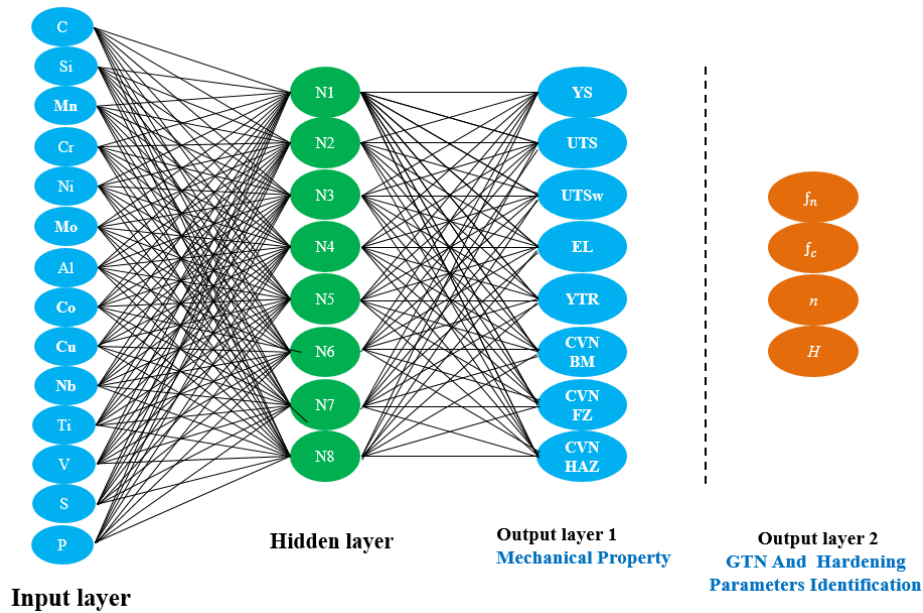 C
Si
Mn
Cr
Ni
Mo
Al
Co
Cu
Nb
Ti
V
S
P
Input layer
N1
N2
N3
N4
N5
N6
N7
N8
Hidden layer
YS
UTS
UTSw
EL
YTR
CVN
BM
CVN
FZ
CVN
HAZ
Output layer 1
Mechanical Property
fₙ
f_c
n
H
Output layer 2
GTN And Hardening
Parameters Identification